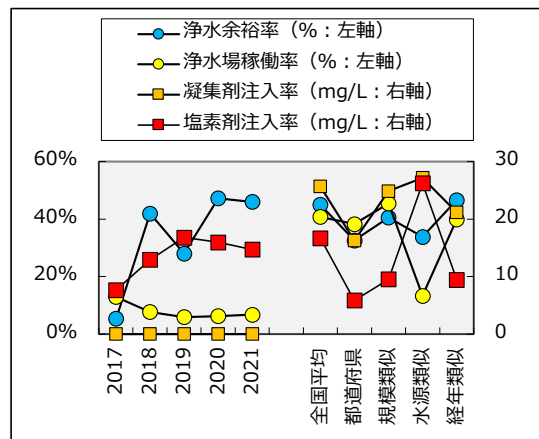 浄水余裕率（%：左軸）
浄水場稼働率（%：左軸）
凝集剤注入率（mg/L：右軸）
塩素剤注入率（mg/L：右軸）
60%
40%
20%
0%
30
20
10
0
2017
2018
2019
2020
2021
全国平均
都道府県
規模類似
水源類似
経年類似